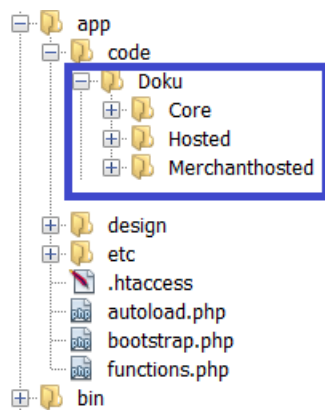 app
code
Doku
Core
Hosted
Merchanthosted
design
etc
.htaccess
autoload.php
bootstrap.php
functions.php
bin